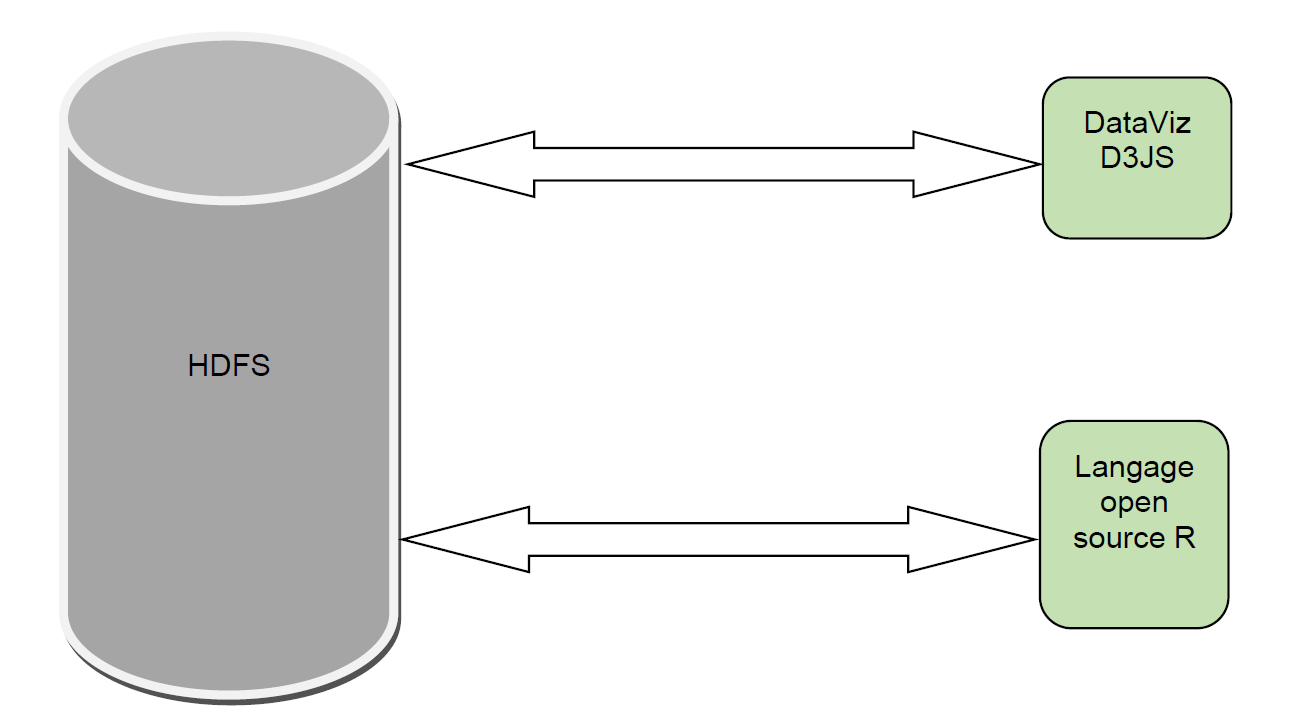 DataViz
D3JS
HDFS
Langage
open
source R